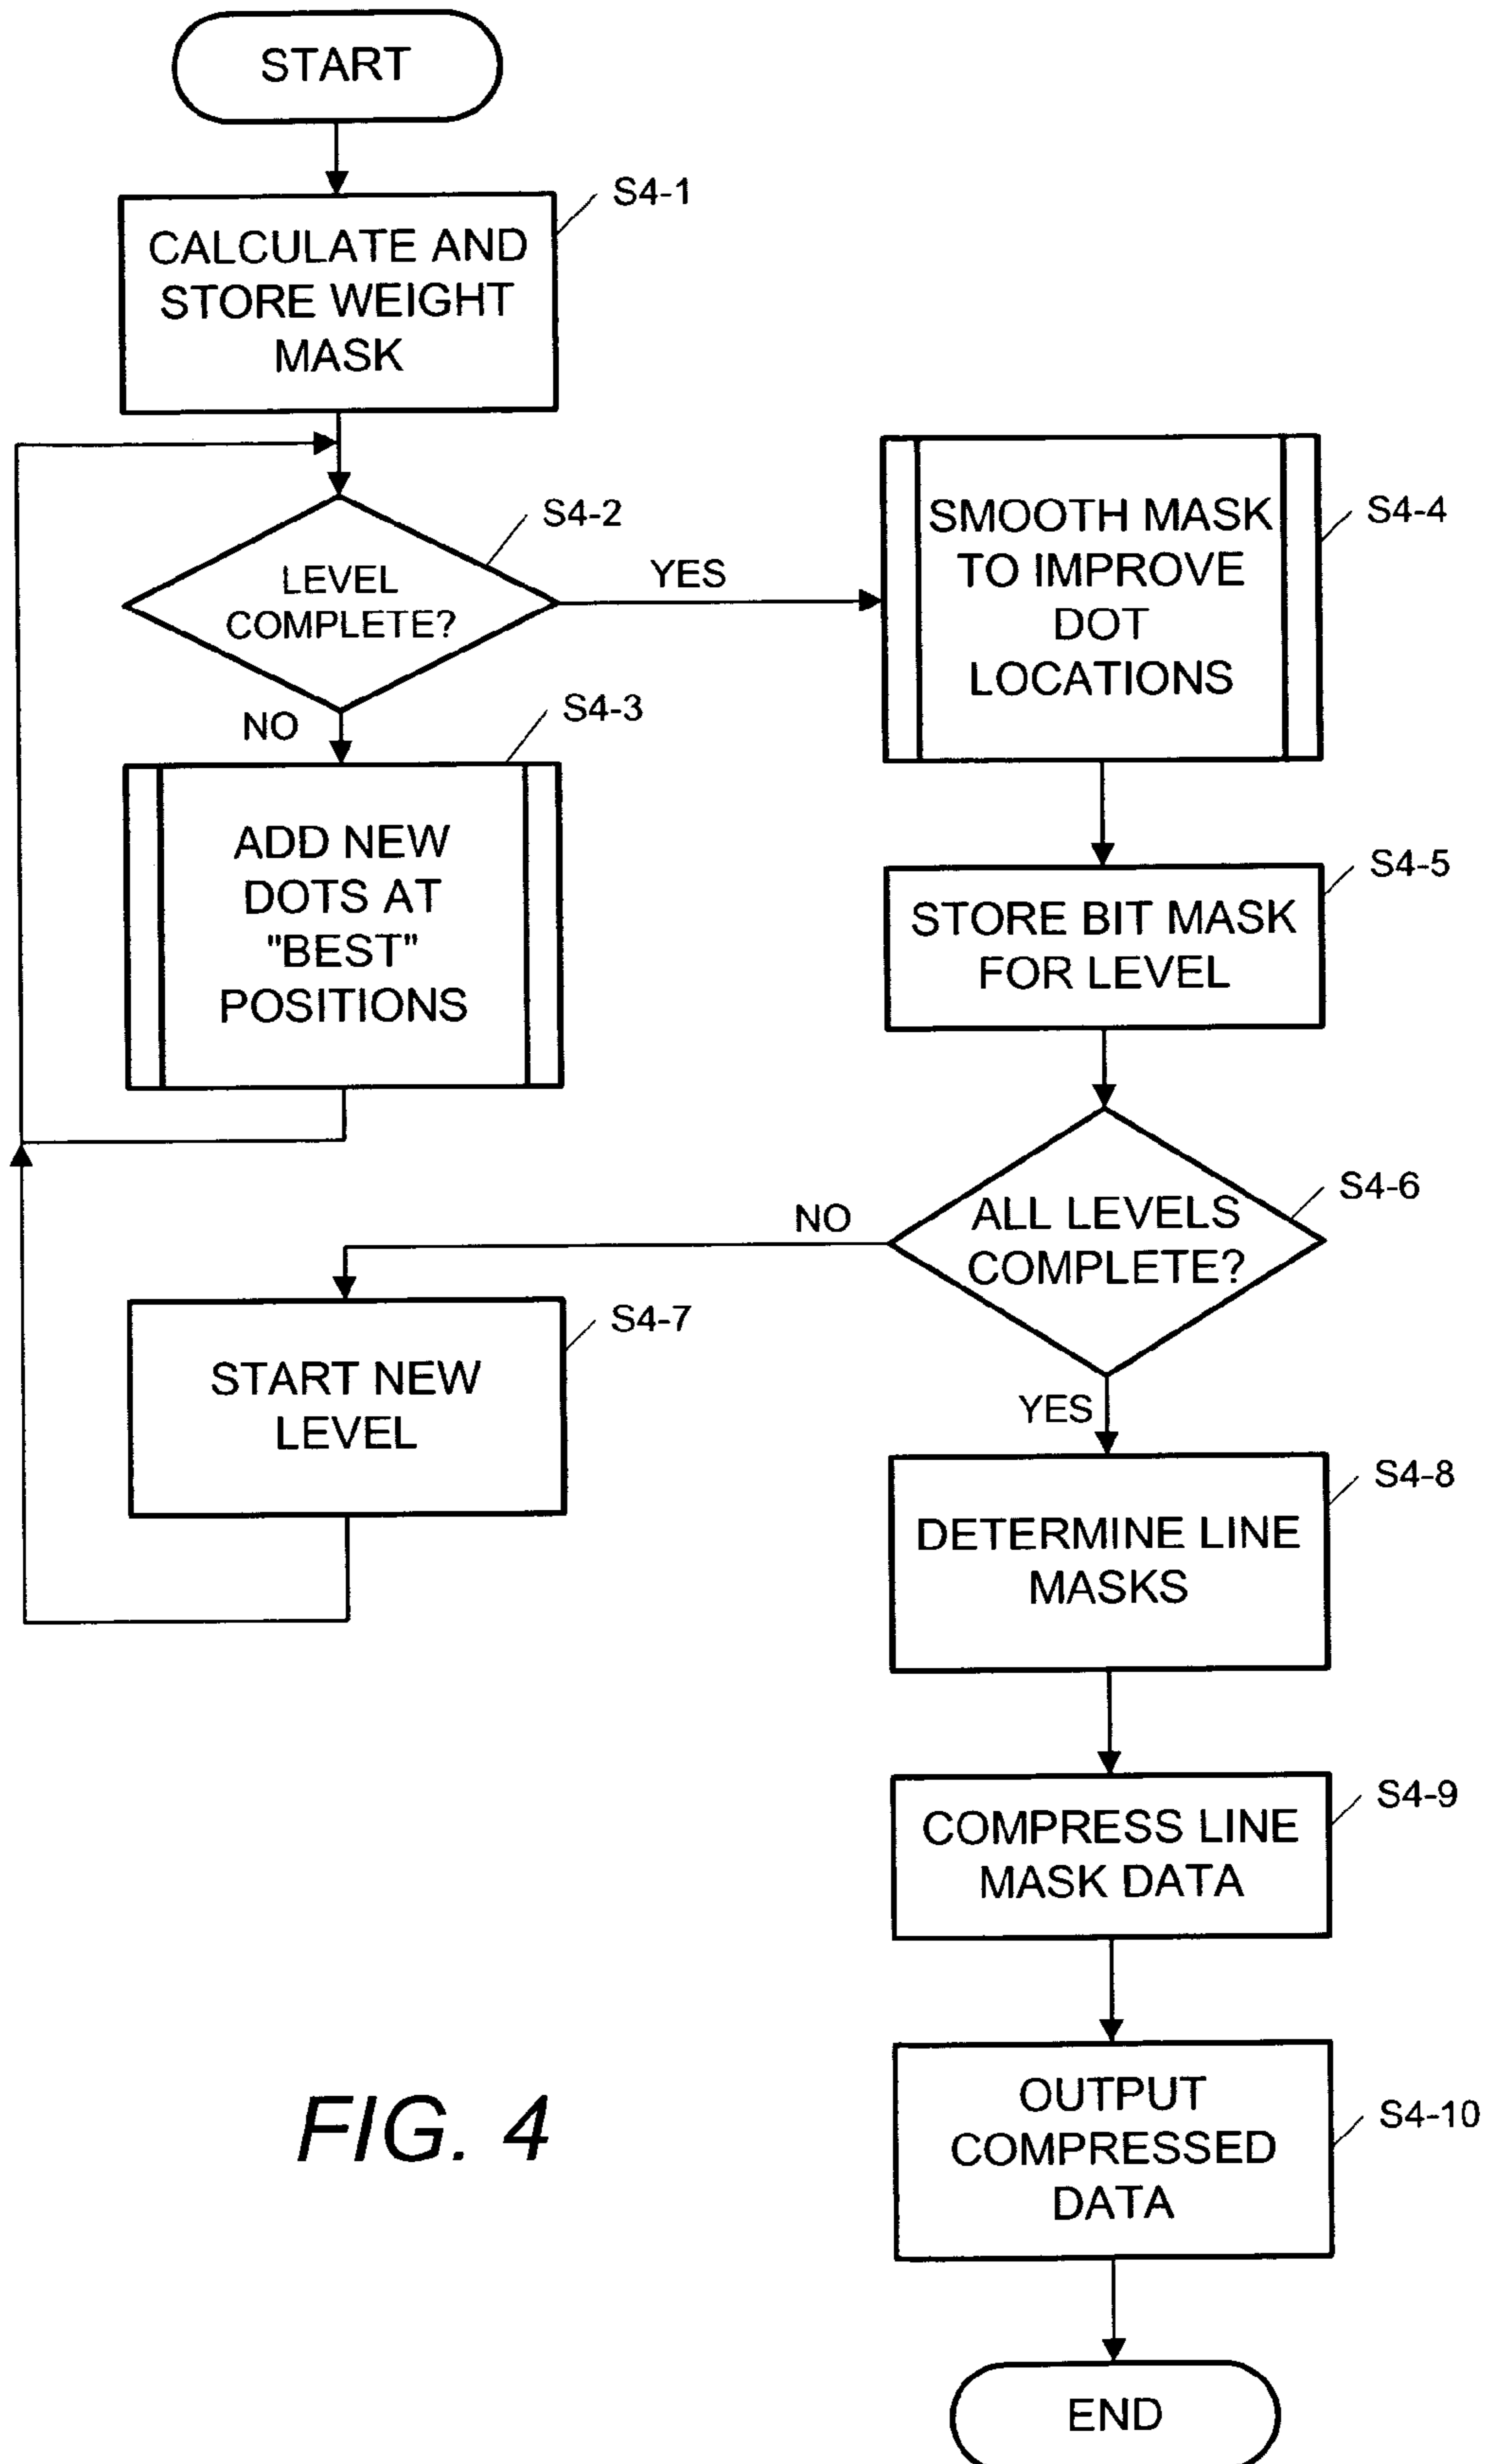 START
S4-1
CALCULATE AND
STORE WEIGHT
MASK
S4-2
LEVEL
COMPLETE?
YES
NO
S4-3
ADD NEW
DOTS AT
"BEST"
POSITIONS
S4-4
SMOOTH MASK
TO IMPROVE
DOT
LOCATIONS
S4-5
STORE BIT MASK
FOR LEVEL
S4-6
ALL LEVELS
COMPLETE?
NO
S4-7
START NEW
LEVEL
YES
S4-8
DETERMINE LINE
MASKS
S4-9
COMPRESS LINE
MASK DATA
S4-10
OUTPUT
COMPRESSED
DATA
END
FIG. 4